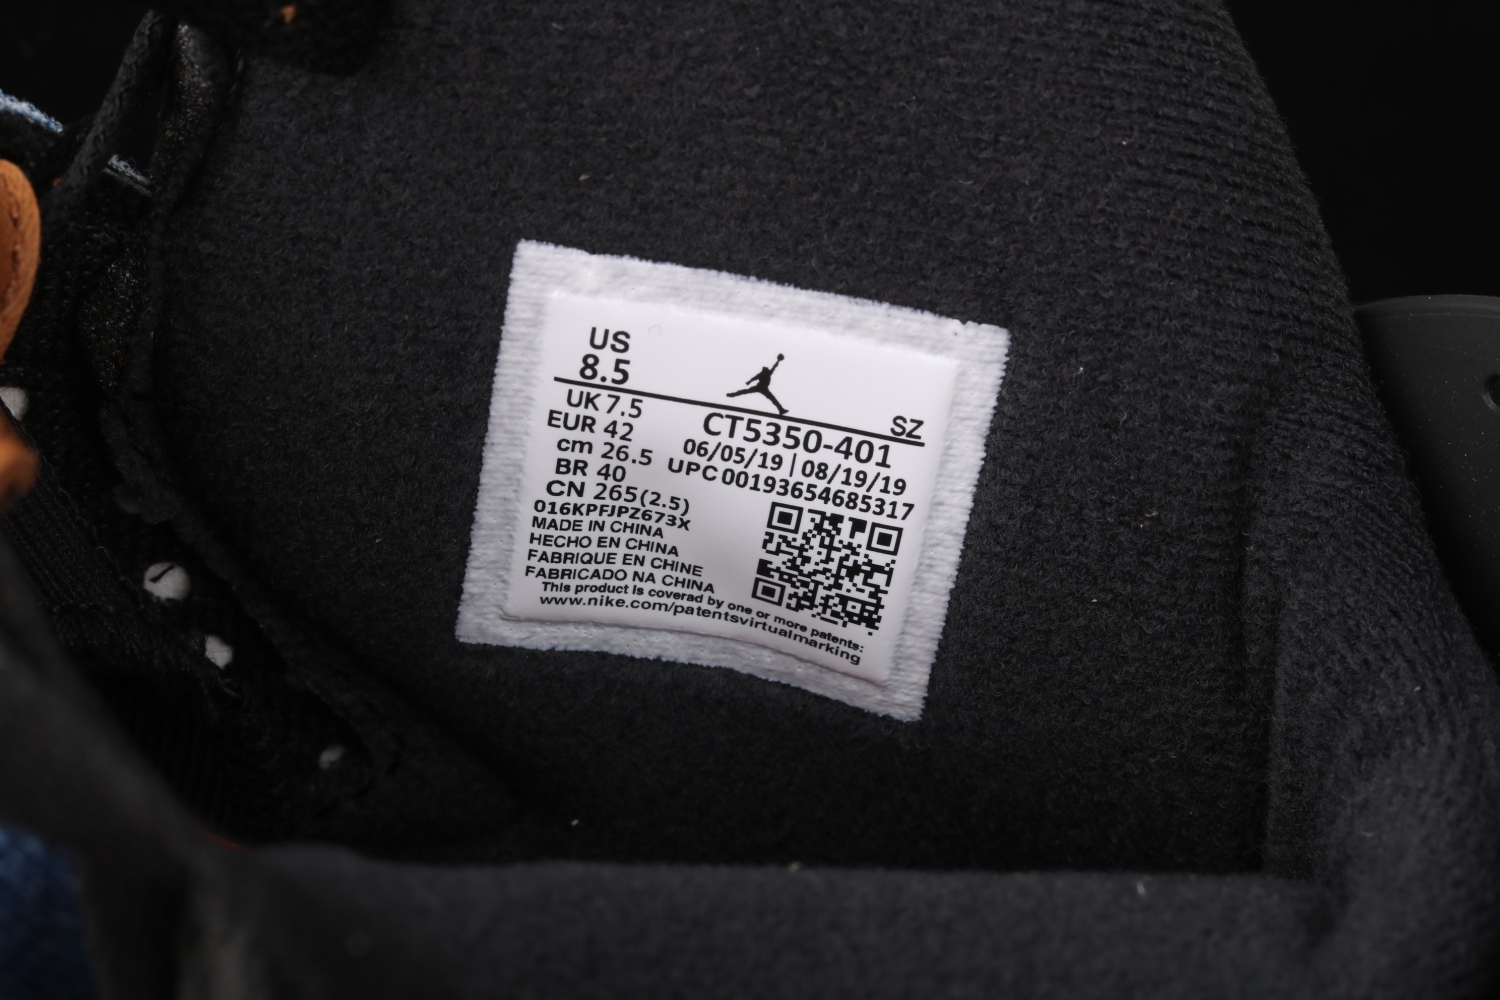 US
8.5
SZ
UK 7.5
CT5350-401
EUR 42
06/05/19 | 08/19/19
cm 26.5
UPC 00193654685317
BR 40
CN 265(2.5)
016KPFJPZ673X
MADE IN CHINA
HECHO EN CHINA
FABRIQUE EN CHINE
FABRICADO NA CHINA
This product is covered by one or more patents:
www.nike.com/patentsvirtualmarking